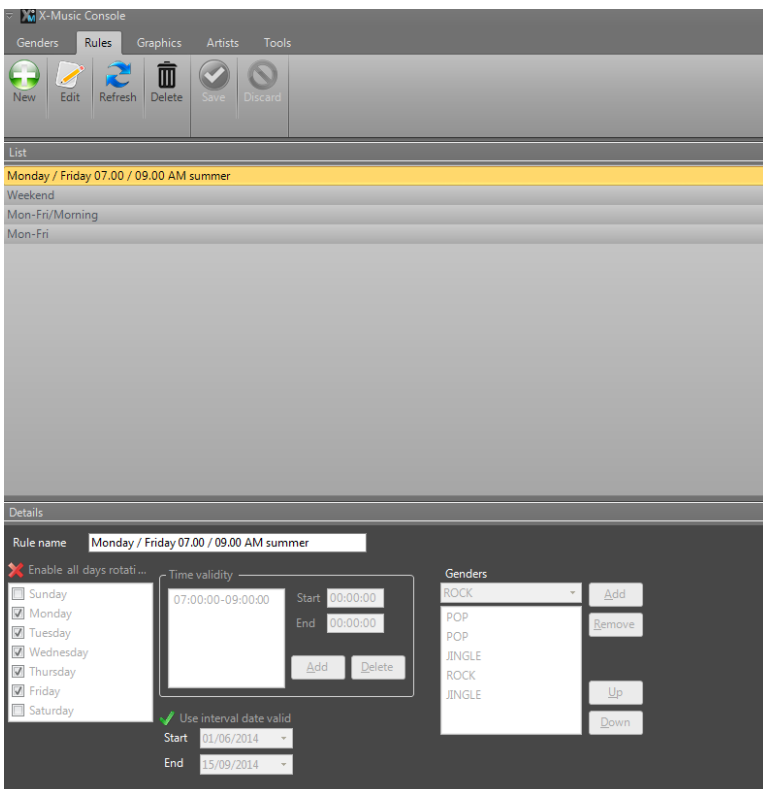 X-Music Console
Genders Rules Graphics Artists Tools
New Edit Refresh Delete Save Discard
List
Monday / Friday 07.00 / 09.00 AM summer
Weekend
Mon-Fri/Morning
Mon-Fri
Details
Rule name Monday / Friday 07.00 / 09.00 AM summer
Enable all days rotati ...
Sunday
Monday
Tuesday
Wednesday
Thursday
Friday
Saturday
Time validity
07:00:00-09:00:00
Start 00:00:00
End 00:00:00
Add Delete
Use interval date valid
Start 01/06/2014
End 15/09/2014
Genders
ROCK Add
POP
POP
JINGLE
ROCK
JINGLE
Remove
Up
Down